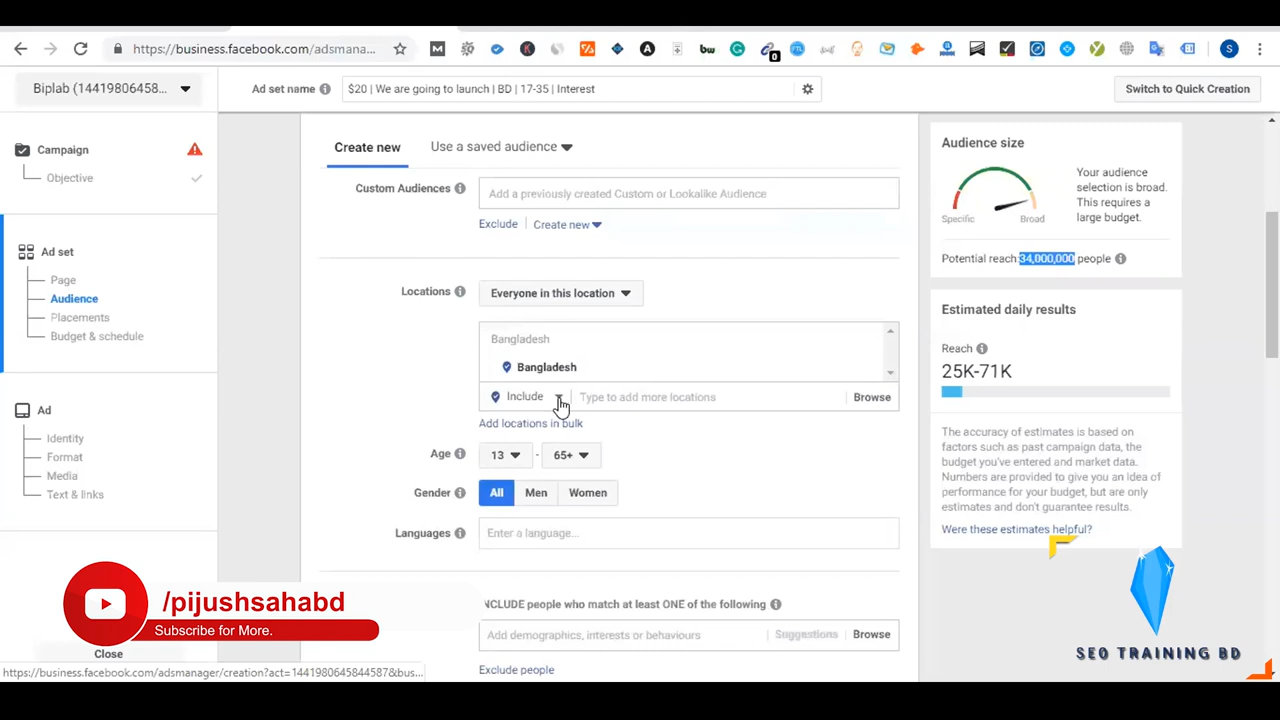 https://business.facebook.com/adsmana...
Biplab (14419806458...
Ad set name
$20 | We are going to launch | BD | 17-35 | Interest
Switch to Quick Creation
Campaign
Objective
Ad set
Page
Audience
Placements
Budget & schedule
Ad
Identity
Format
Media
Text & links
Close
Create new
Use a saved audience
Custom Audiences
Add a previously created Custom or Lookalike Audience
Exclude
Create new
Locations
Everyone in this location
Bangladesh
Bangladesh
Include
Type to add more locations
Browse
Add locations in bulk
Age
13 - 65+
Gender
All
Men
Women
Languages
Enter a language...
NCLUDE people who match at least ONE of the following
Add demographics, interests or behaviours
Suggestions
Browse
Exclude people
Audience size
Specific
Broad
Your audience
selection is broad.
This requires a
large budget.
Potential reach 34,000,000 people
Estimated daily results
Reach
25K-71K
The accuracy of estimates is based on
factors such as past campaign data, the
budget you've entered and market data.
Numbers are provided to give you an idea of
performance for your budget, but are only
estimates and don't guarantee results.
Were these estimates helpful?
/pijushsahabd
Subscribe for More.
SEO TRAINING BD
https://business.facebook.com/adsmanager/creation?act=1441980645844587&bus...